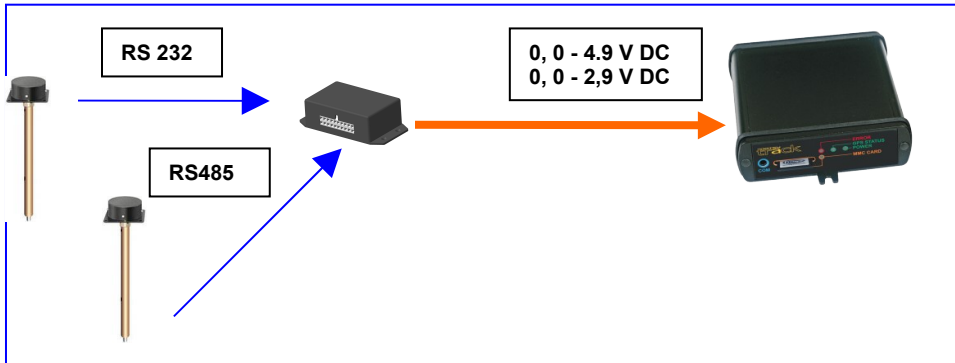 RS 232
0, 0 - 4.9 V DC
0, 0 - 2,9 V DC
RS485
track
ERROR
GPS STATUS
POWER
MMC CARD
COM